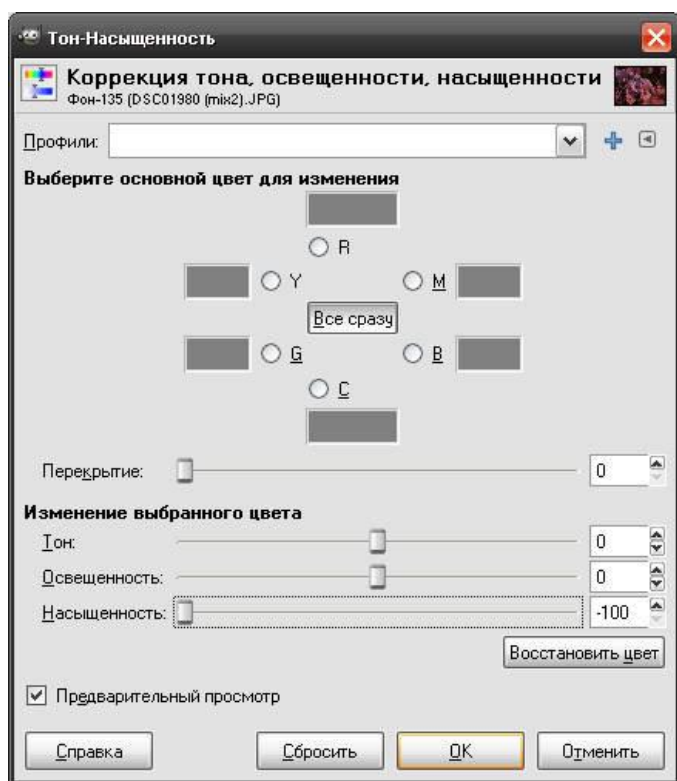 Тон-Насыщенность
Коррекция тона, освещенности, насыщенности
Фон-135 (DSC01980 (mix2).JPG)
Профили:
Выберите основной цвет для изменения
R
Y M
Все сразу
G B
C
Перекрытие: 0
Изменение выбранного цвета
Тон: 0
Освещенность: 0
Насыщенность: -100
Восстановить цвет
Предварительный просмотр
Справка Сбросить OK Отменить